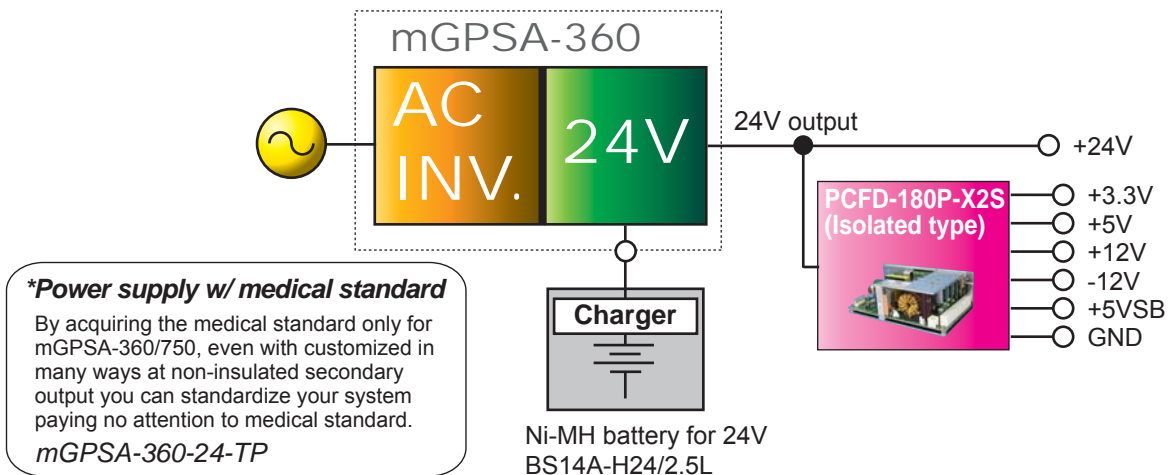 mGPSA-360
AC
INV.
24V
24V output
+24V
PCFD-180P-X2S
(Isolated type)
+3.3V
+5V
+12V
-12V
+5VSB
GND
*Power supply w/ medical standard
By acquiring the medical standard only for
mGPSA-360/750, even with customized in
many ways at non-insulated secondary
output you can standardize your system
paying no attention to medical standard.
mGPSA-360-24-TP
Charger
Ni-MH battery for 24V
BS14A-H24/2.5L